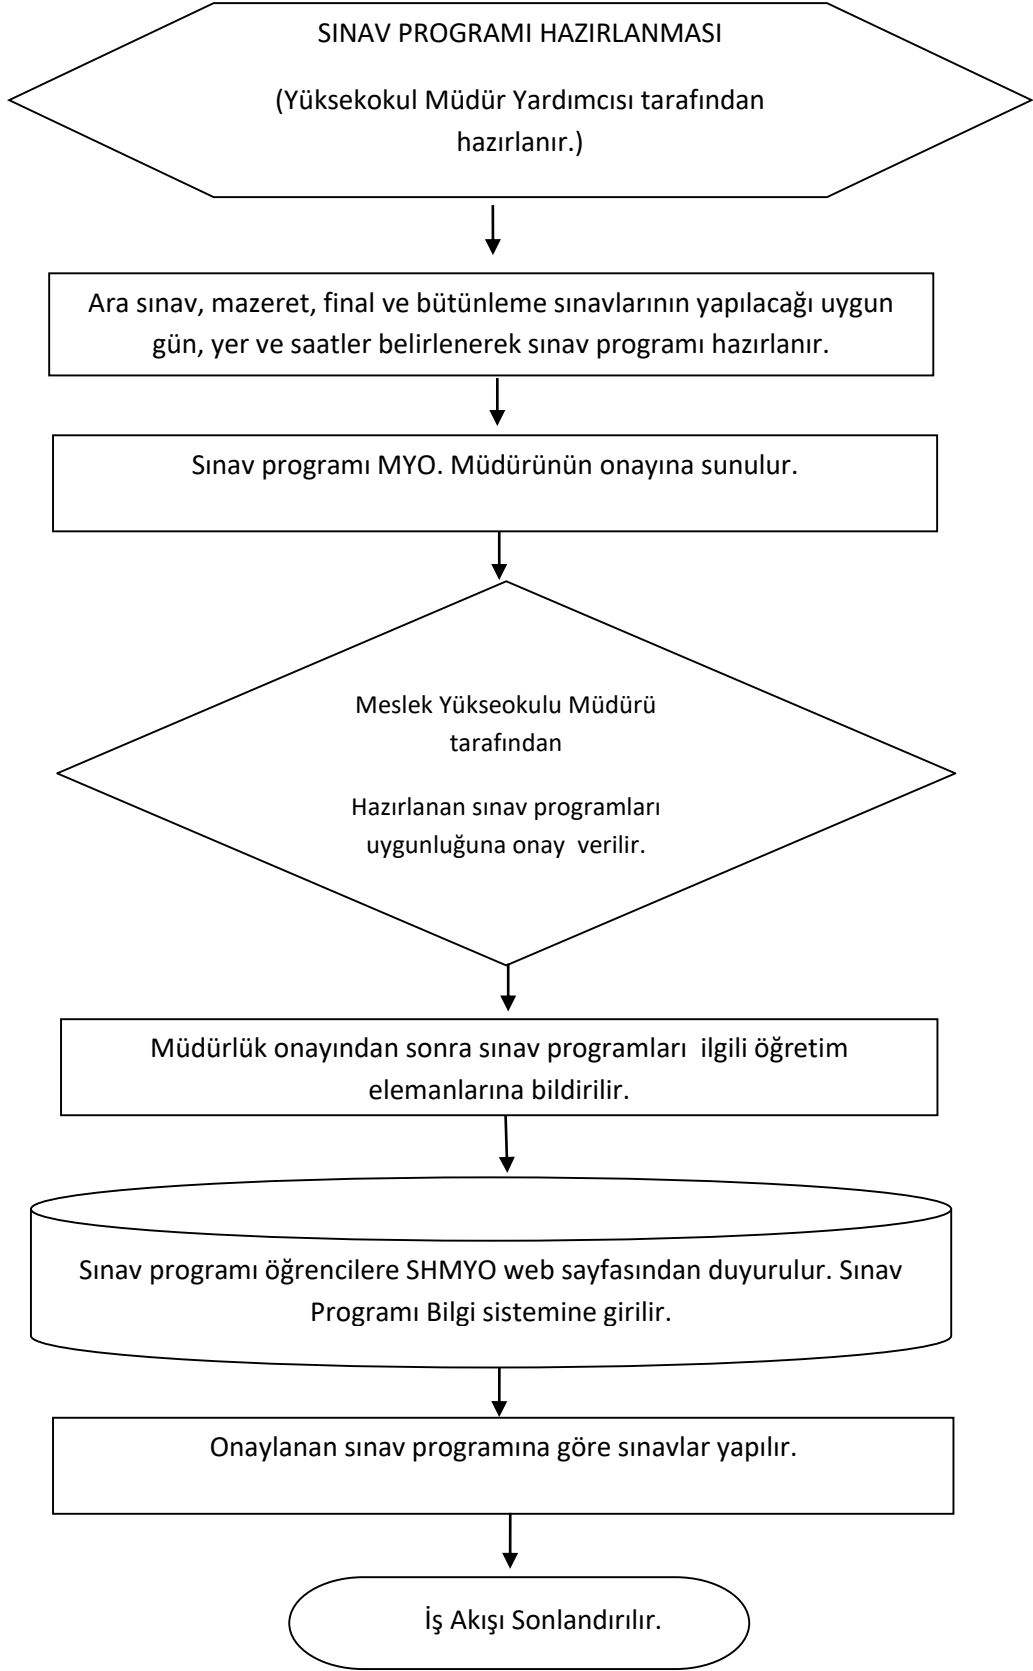 SINAV PROGRAMI HAZIRLANMASI
(Yüksekokul Müdür Yardımcısı tarafından
hazırlanır.)
Ara sınav, mazeret, final ve bütünleme sınavlarının yapılacağı uygun
gün, yer ve saatler belirlenerek sınav programı hazırlanır.
Sınav programı MYO. Müdürünün onayına sunulur.
Meslek Yükseokulu Müdürü
tarafından
Hazırlanan sınav programları
uygunluğuna onay  verilir.
Müdürlük onayından sonra sınav programları  ilgili öğretim
elemanlarına bildirilir.
Sınav programı öğrencilere SHMYO web sayfasından duyurulur. Sınav
Programı Bilgi sistemine girilir.
Onaylanan sınav programına göre sınavlar yapılır.
İş Akışı Sonlandırılır.